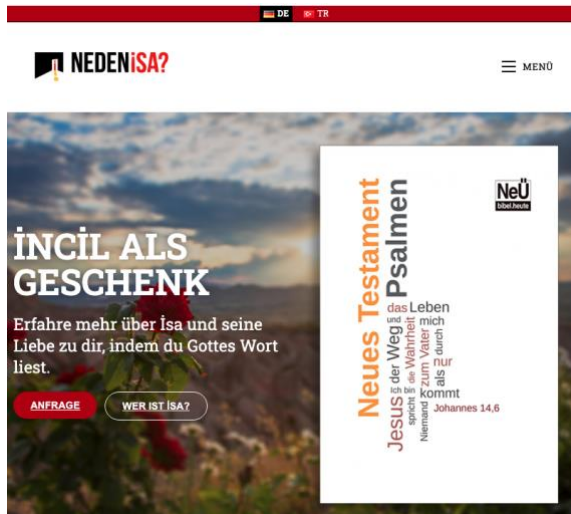 DE TR
NEDENİSA?
MENÜ
İNCİL ALS
GESCHENK
Erfahre mehr über İsa und seine
Liebe zu dir, indem du Gottes Wort
liest.
ANFRAGE
WER IST İSA?
NeÜ
bibel.heute
Neues Testament
Psalmen
Jesus
spricht
Ich bin
der Weg
und
die Wahrheit
das Leben
Niemand
kommt
zum Vater
als
nur
durch
mich
Johannes 14,6